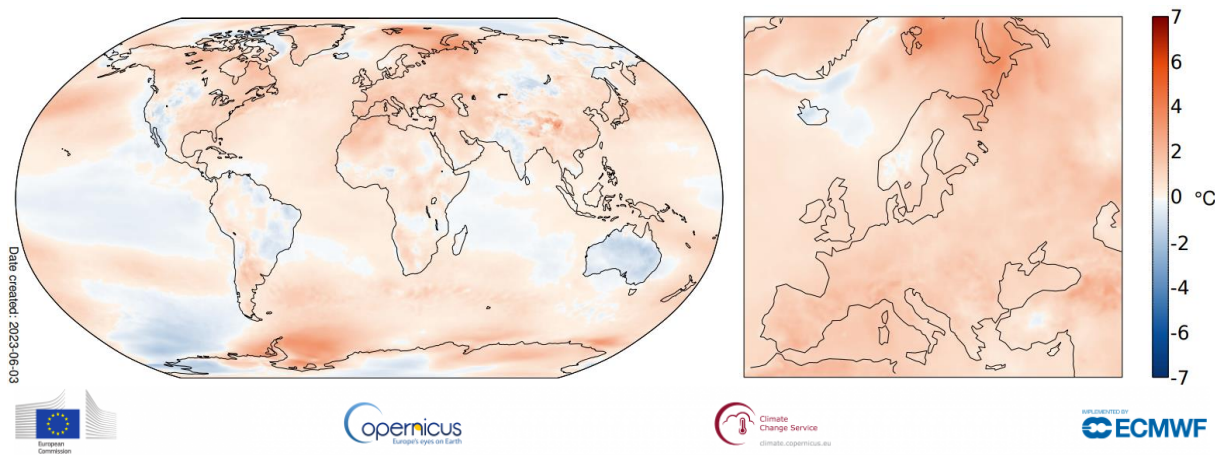 7
6
4
2
0
°C
-2
-4
-6
-7
Date created: 2023-06-03
European
Commission
opernicus
Europe's eyes on Earth
Climate
Change Service
climate.copernicus.eu
IMPLEMENTED BY
ECMWF